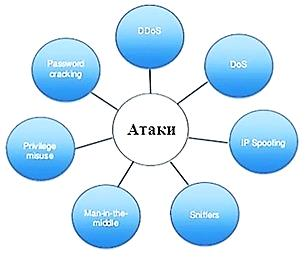 DDoS
DoS
IP Spoofing
Sniffers
Man-in-the-
middle
Privilege
misuse
Password
cracking
Атаки